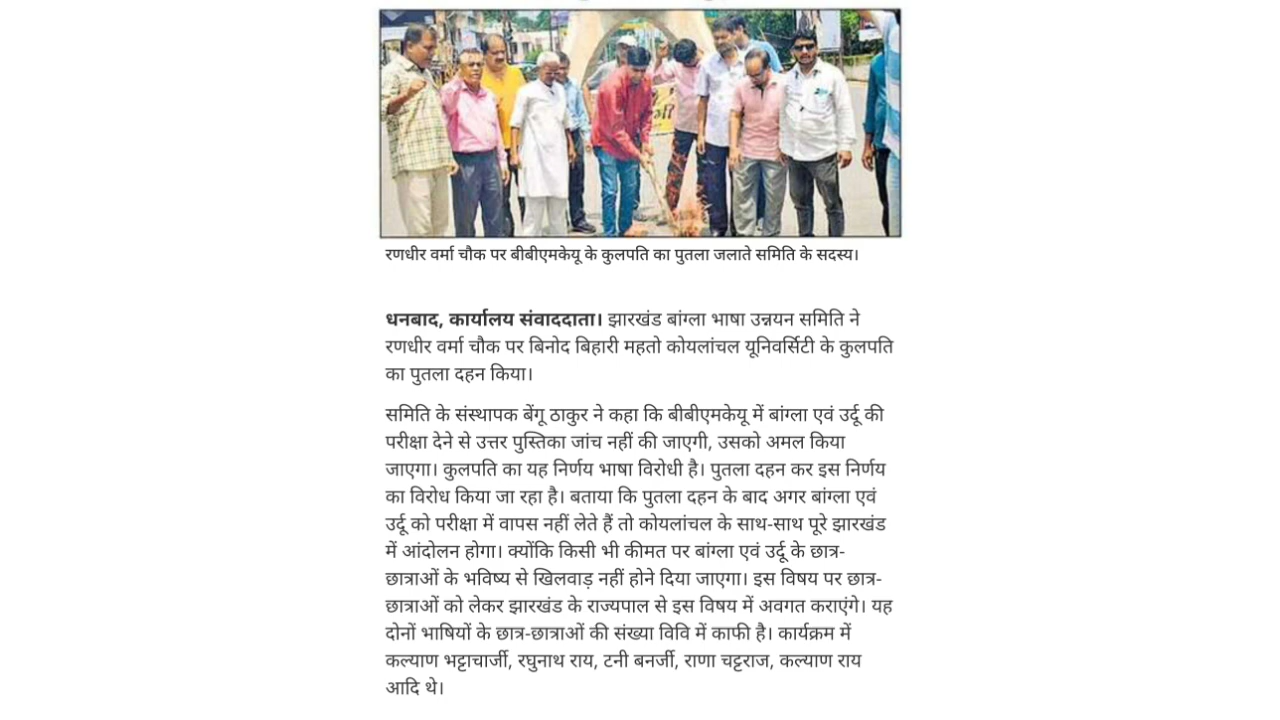 रणधीर वर्मा चौक पर बीबीएमकेयू के कुलपति का पुतला जलाते समिति के सदस्य।
धनबाद, कार्यालय संवाददाता। झारखंड बांग्ला भाषा उन्नयन समिति ने
रणधीर वर्मा चौक पर बिनोद बिहारी महतो कोयलांचल यूनिवर्सिटी के कुलपति
का पुतला दहन किया।
समिति के संस्थापक बेंगू ठाकुर ने कहा कि बीबीएमकेयू में बांग्ला एवं उर्दू की
परीक्षा देने से उत्तर पुस्तिका जांच नहीं की जाएगी, उसको अमल किया
जाएगा। कुलपति का यह निर्णय भाषा विरोधी है। पुतला दहन कर इस निर्णय
का विरोध किया जा रहा है। बताया कि पुतला दहन के बाद अगर बांग्ला एवं
उर्दू को परीक्षा में वापस नहीं लेते हैं तो कोयलांचल के साथ-साथ पूरे झारखंड
में आंदोलन होगा। क्योंकि किसी भी कीमत पर बांग्ला एवं उर्दू के छात्र-
छात्राओं के भविष्य से खिलवाड़ नहीं होने दिया जाएगा। इस विषय पर छात्र-
छात्राओं को लेकर झारखंड के राज्यपाल से इस विषय में अवगत कराएंगे। यह
दोनों भाषियों के छात्र-छात्राओं की संख्या विवि में काफी है। कार्यक्रम में
कल्याण भट्टाचार्जी, रघुनाथ राय, टनी बनर्जी, राणा चट्टराज, कल्याण राय
आदि थे।